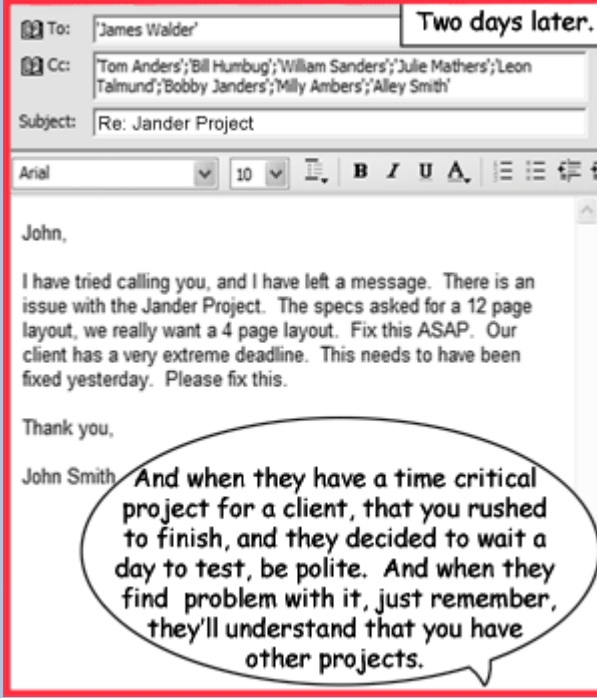 Two days later.
To: 'James Walder'
Cc: 'Tom Anders';'Bill Humbug';'William Sanders';'Julie Mathers';'Leon
Talmund';'Bobby Janders';'Milly Ambers';'Alley Smith'
Subject: Re: Jander Project
Arial 10 B I U A
John,
I have tried calling you, and I have left a message. There is an
issue with the Jander Project. The specs asked for a 12 page
layout, we really want a 4 page layout. Fix this ASAP. Our
client has a very extreme deadline. This needs to have been
fixed yesterday. Please fix this.
Thank you,
John Smith
And when they have a time critical
project for a client, that you rushed
to finish, and they decided to wait a
day to test, be polite. And when they
find problem with it, just remember,
they'll understand that you have
other projects.